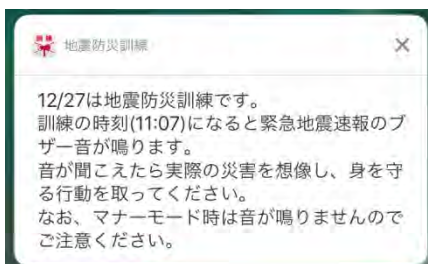 訓練
地震防災訓練
12/27は地震防災訓練です。
訓練の時刻(11:07)になると緊急地震速報のブ
ザー音が鳴ります。
音が聞こえたら実際の災害を想像し、身を守
る行動を取ってください。
なお、マナーモード時は音が鳴りませんので
ご注意ください。